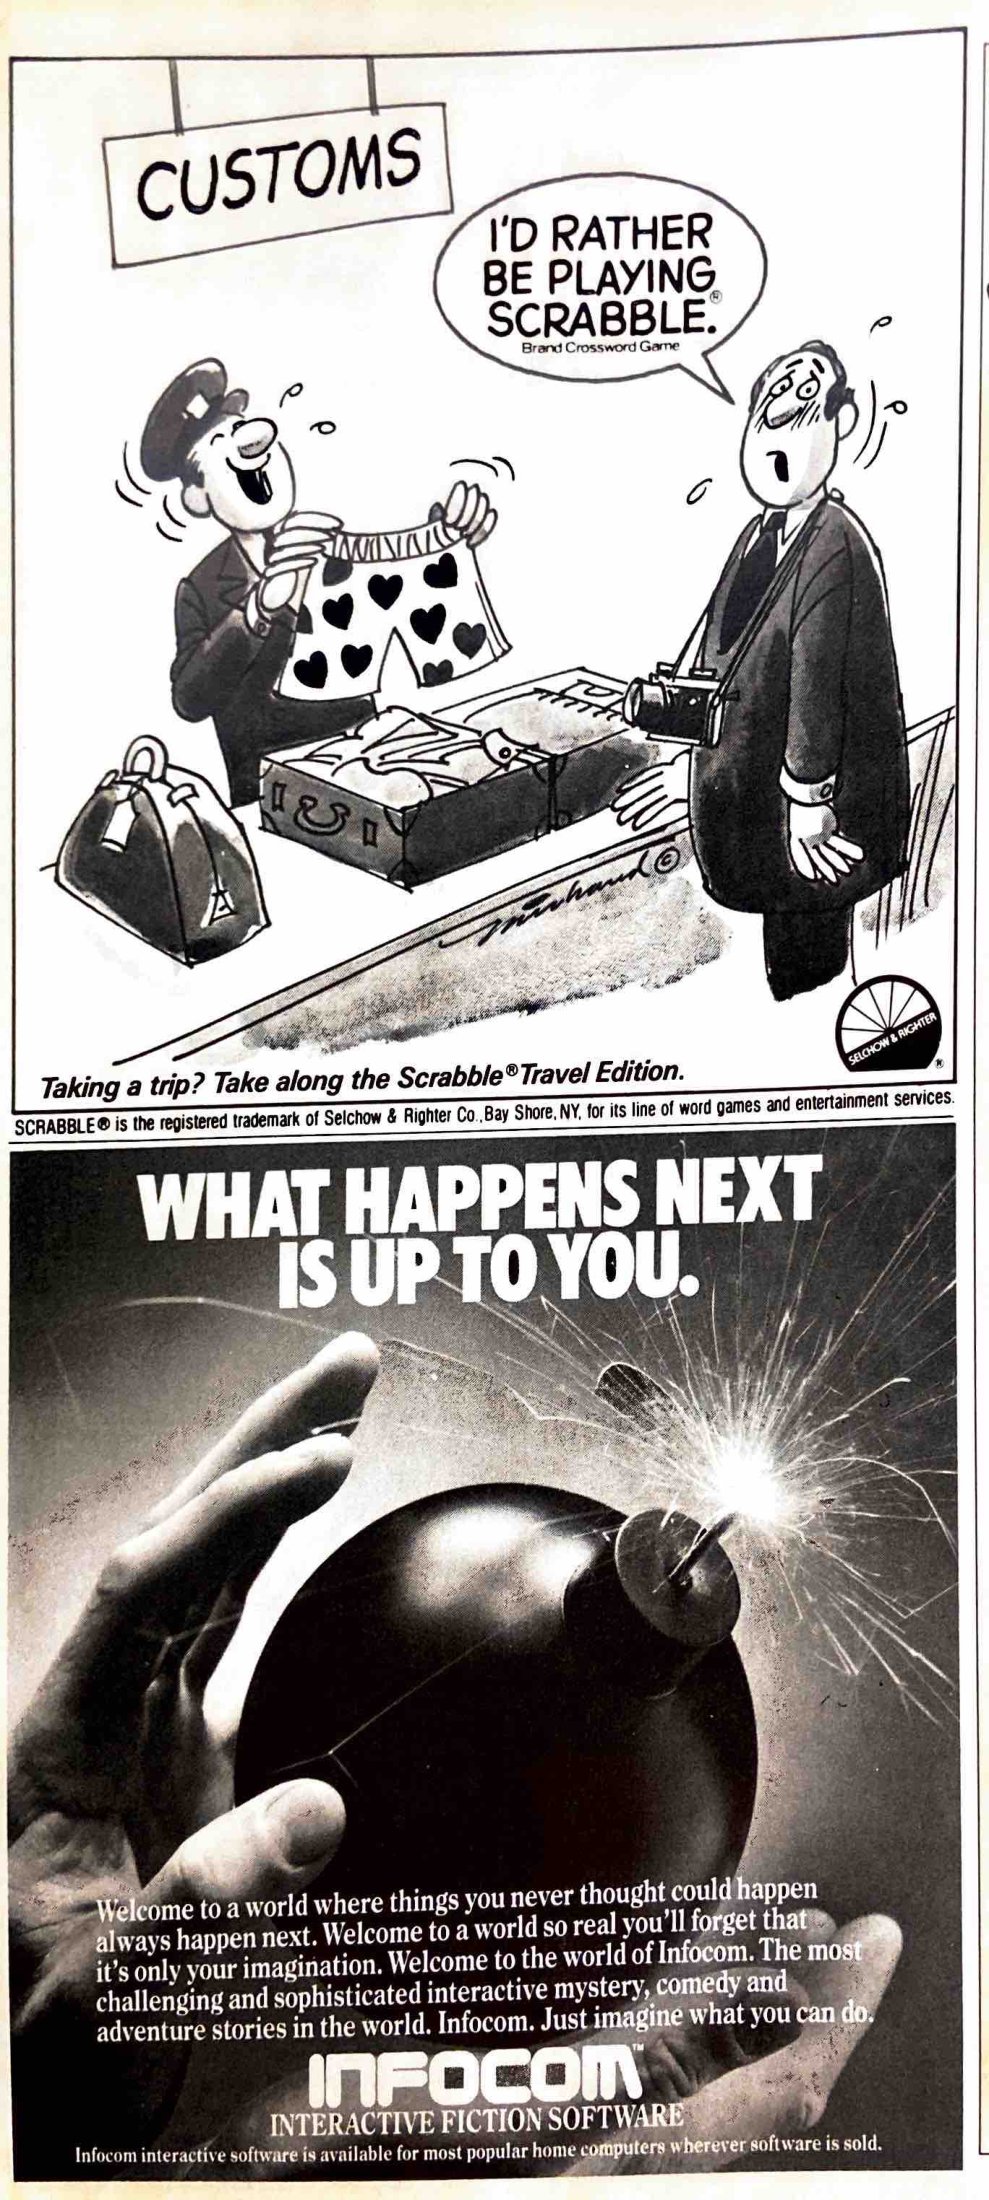 CUSTOMS
I'D RATHER
BE PLAYING
SCRABBLE.®
Brand Crossword Game
SELCHOW & RIGHTER
®
Taking a trip? Take along the Scrabble® Travel Edition.
SCRABBLE® is the registered trademark of Selchow & Righter Co., Bay Shore, NY, for its line of word games and entertainment services.
WHAT HAPPENS NEXT
IS UP TO YOU.
Welcome to a world where things you never thought could happen
always happen next. Welcome to a world so real you'll forget that
it's only your imagination. Welcome to the world of Infocom. The most
challenging and sophisticated interactive mystery, comedy and
adventure stories in the world. Infocom. Just imagine what you can do.
INFOCOM™
INTERACTIVE FICTION SOFTWARE
Infocom interactive software is available for most popular home computers wherever software is sold.